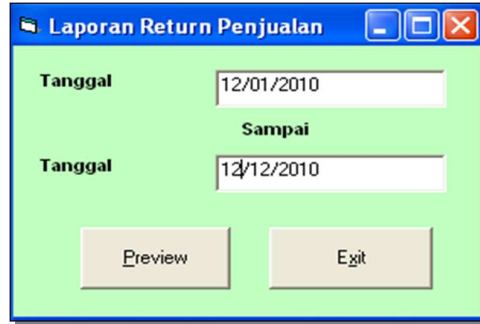 Laporan Return Penjualan
Tanggal 12/01/2010
Sampai
Tanggal 12/12/2010
Preview Exit